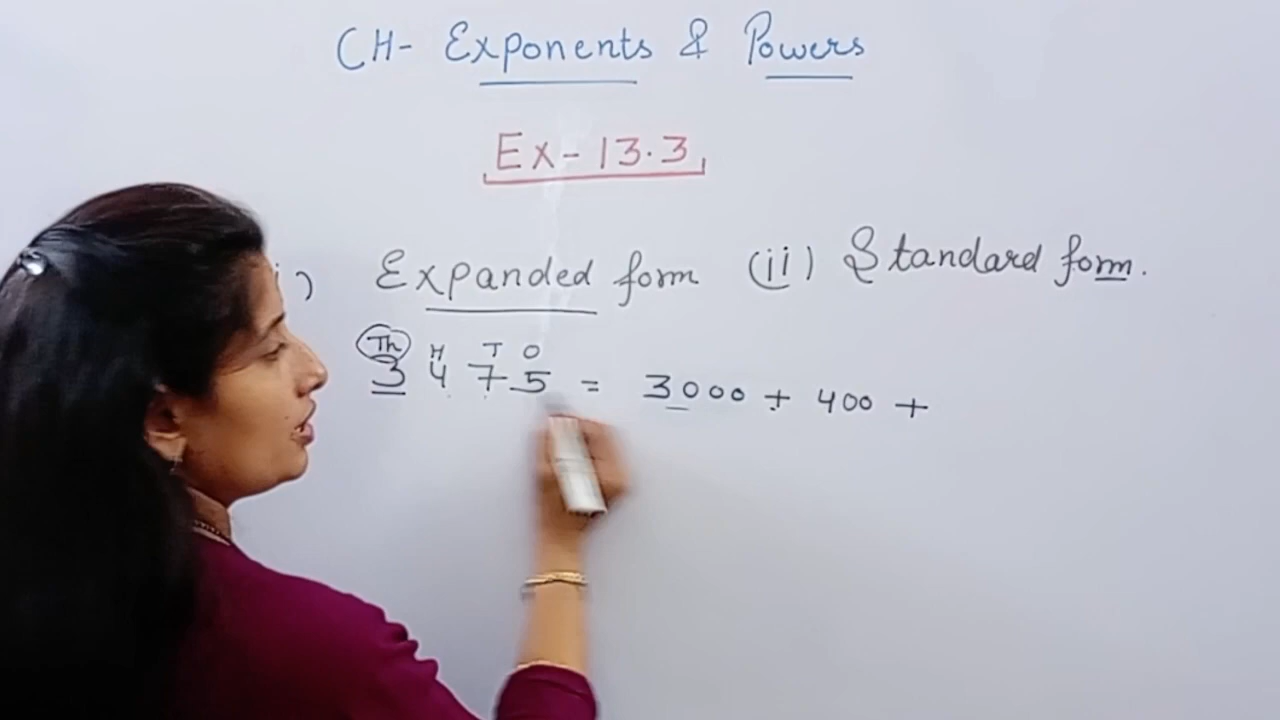 CH- Exponents & Powers
Ex-13.3
i) Expanded form (ii) Standard form.
Th H T O
3 4 7 5 = 3000 + 400 +